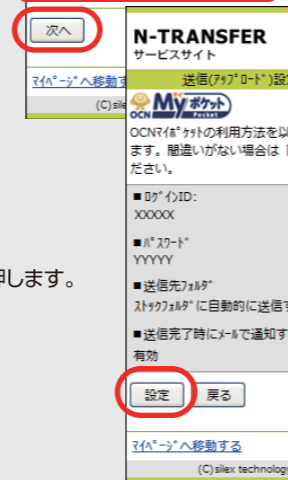 次へ
ﾏｲﾍﾟｰｼﾞへ移動す
(C)sile
押します。
N-TRANSFER
サービスサイト
送信(ｱｯﾌﾟﾛｰﾄﾞ)設
OCN マイポケット
My Pocket
OCNﾏｲﾎﾟｹｯﾄの利用方法を以
ます。間違いがない場合は
ださい。
■ﾛｸﾞｲﾝID:
XXXXX
■ﾊﾟｽﾜｰﾄﾞ
YYYYY
■送信先ﾌｫﾙﾀﾞ
ｽﾄｯｸﾌｫﾙﾀﾞに自動的に送信す
■送信完了時にﾒｰﾙで通知す
有効
設定
戻る
ﾏｲﾍﾟｰｼﾞへ移動する
(C)silex technology